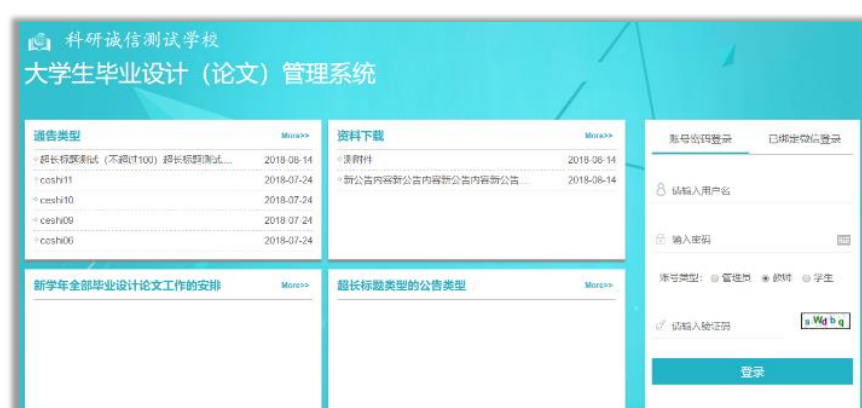 科研诚信测试学校
大学生毕业设计（论文）管理系统
通告类型 More>>
超长标题测试（不超过100）超长标题测试.... 2018-08-14
ceshi11 2018-07-24
ceshi10 2018-07-24
ceshi09 2018-07-24
ceshi06 2018-07-24
资料下载 More>>
测附件 2018-08-14
新公告内容新公告内容新公告内容新公告.... 2018-08-14
新学年全部毕业设计论文工作的安排 More>>
超长标题类型的公告类型 More>>
账号密码登录 已绑定微信登录
请输入用户名
输入密码
账号类型： 管理员 教师 学生
请输入验证码
登录